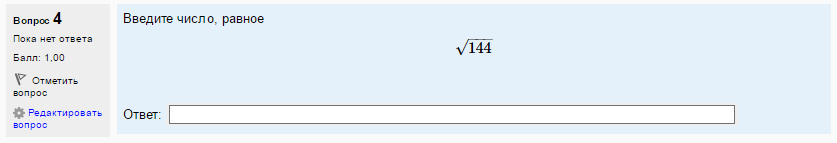 Вопрос 4
Пока нет ответа
Балл: 1,00
Отметить
вопрос
Редактировать
вопрос
Введите число, равное
√144
Ответ: